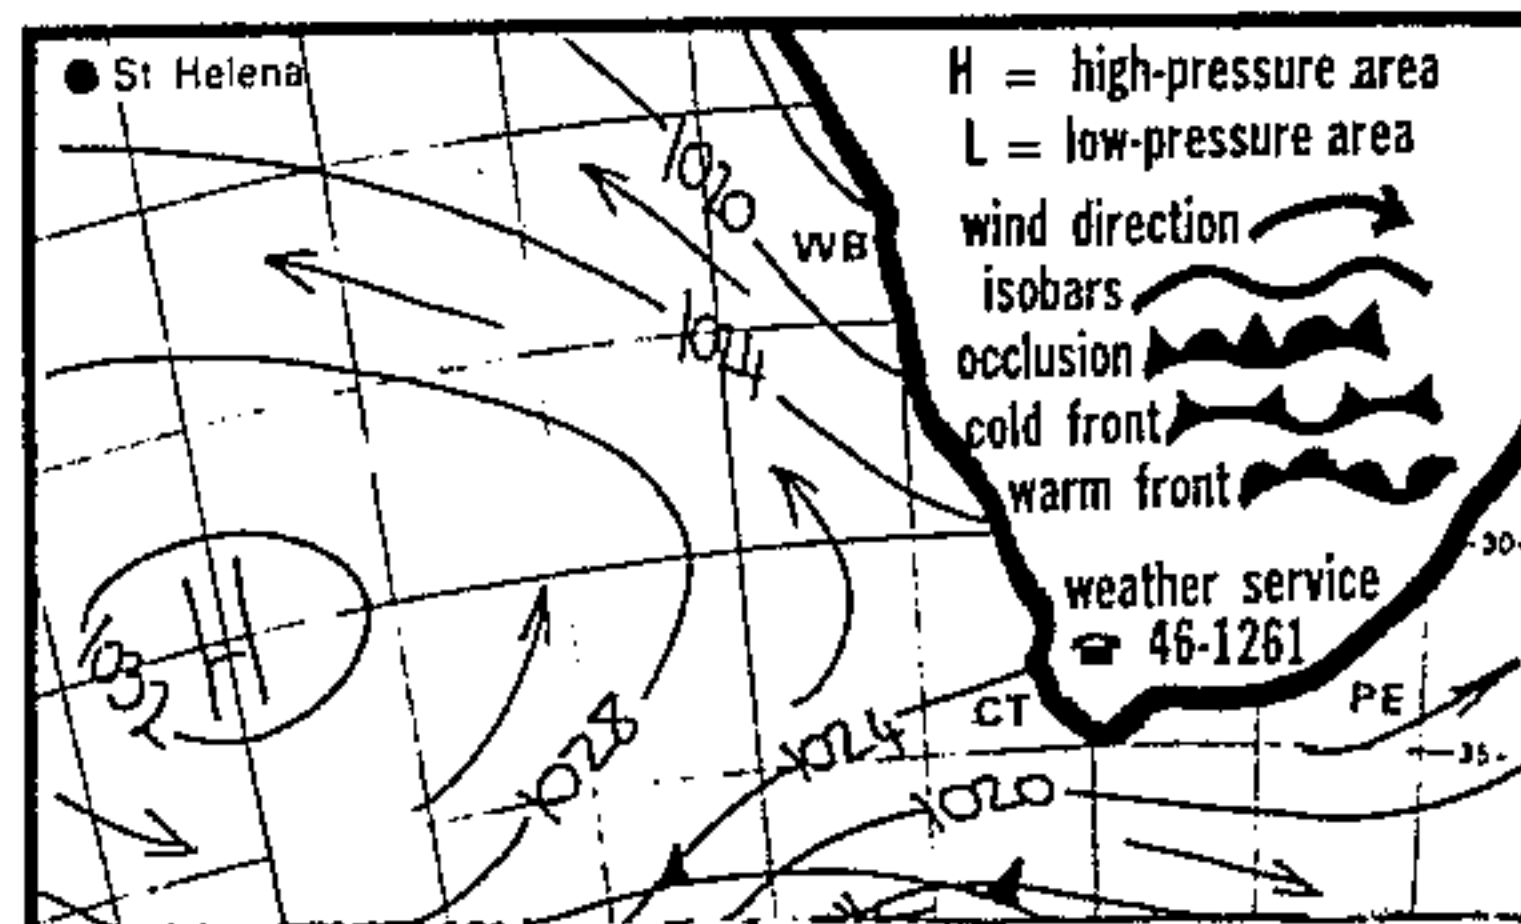 St Helena
H = high-pressure area
L = low-pressure area
wind direction
isobars
occlusion
cold front
warm front
weather service
☎ 46-1261
1020
WB
1024
1032
H
1028
1024
CT
1020
PE
-30-
-35-